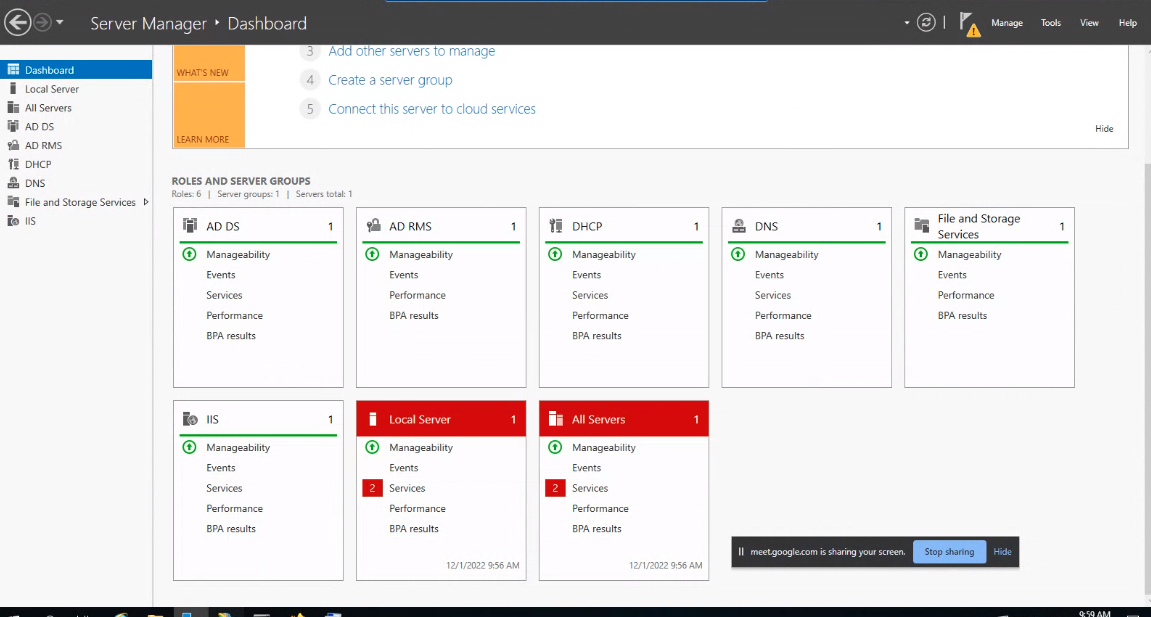 Server Manager ‣ Dashboard
Manage Tools View Help
Dashboard
Local Server
All Servers
AD DS
AD RMS
DHCP
DNS
File and Storage Services
IIS
WHAT'S NEW
LEARN MORE
3 Add other servers to manage
4 Create a server group
5 Connect this server to cloud services
Hide
ROLES AND SERVER GROUPS
Roles: 6 | Server groups: 1 | Servers total: 1
AD DS 1
Manageability
Events
Services
Performance
BPA results
AD RMS 1
Manageability
Events
Performance
BPA results
DHCP 1
Manageability
Events
Services
Performance
BPA results
DNS 1
Manageability
Events
Services
Performance
BPA results
File and Storage
Services 1
Manageability
Events
Performance
BPA results
IIS 1
Manageability
Events
Services
Performance
BPA results
Local Server 1
Manageability
Events
2 Services
Performance
BPA results
12/1/2022 9:56 AM
All Servers 1
Manageability
Events
2 Services
Performance
BPA results
12/1/2022 9:56 AM
meet.google.com is sharing your screen. Stop sharing Hide
9:59 AM